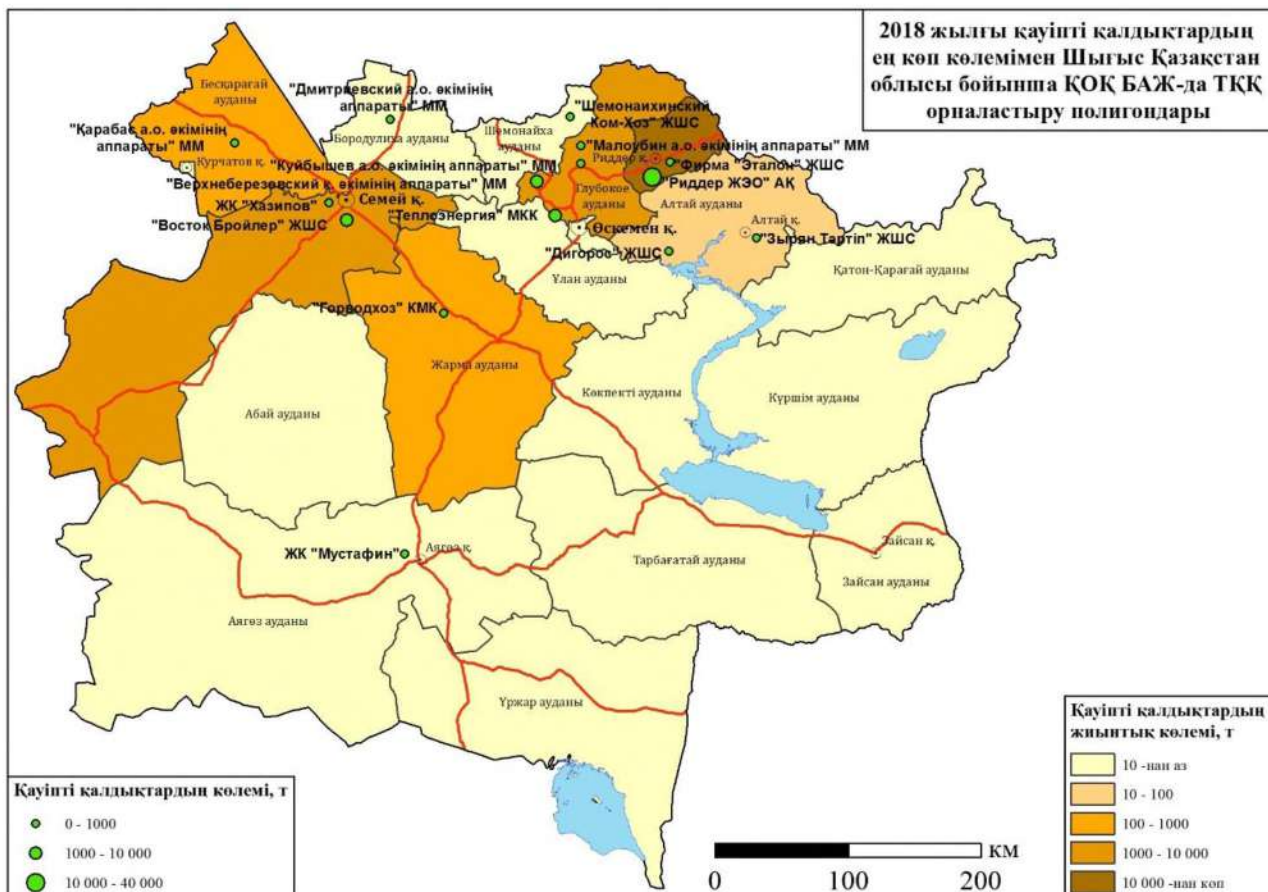 2018 жылғы қауіпті қалдықтардың
ең көп көлемімен Шығыс Қазақстан
облысы бойынша ҚОҚ БАЖ-да ТҚҚ
орналастыру полигондары
Бесқарағай
ауданы
"Дмитриевский а.о. әкімінің
аппараты" ММ
Бородулиха ауданы
"Шемонаихинский
Ком-Хоз" ЖШС
Шемонайха
ауданы
"Қарабас а.о. әкімінің
аппараты" ММ
Курчатов қ.
"Малоубин а.о. әкімінің аппараты" ММ
Риддер қ.
"Куйбышев а.о. әкімінің аппараты" ММ
"Фирма "Эталон" ЖШС
"Верхнеберезовский қ. әкімінің аппараты" ММ
Глубокое
ауданы
"Риддер ЖЭО" АҚ
ЖК "Хазипов"
Семей қ.
"Восток Бройлер" ЖШС
"Теплоэнергия" МКК
Алтай ауданы
Алтай қ.
Өскемен қ.
"Зырян Тәртіп" ЖШС
"Дигорос" ЖШС
Ұлан ауданы
Қатон-Қарағай ауданы
"Горводхоз" КМК
Жарма ауданы
Абай ауданы
Көкпекті ауданы
Күршім ауданы
ЖК "Мустафин"
Аягөз қ.
Тарбағатай ауданы
Зайсан қ.
Зайсан ауданы
Аягөз ауданы
Үржар ауданы
Қауіпті қалдықтардың көлемі, т
0 - 1000
1000 - 10 000
10 000 - 40 000
КМ
0 100 200
Қауіпті қалдықтардың
жиынтық көлемі, т
10 -нан аз
10 - 100
100 - 1000
1000 - 10 000
10 000 -нан көп